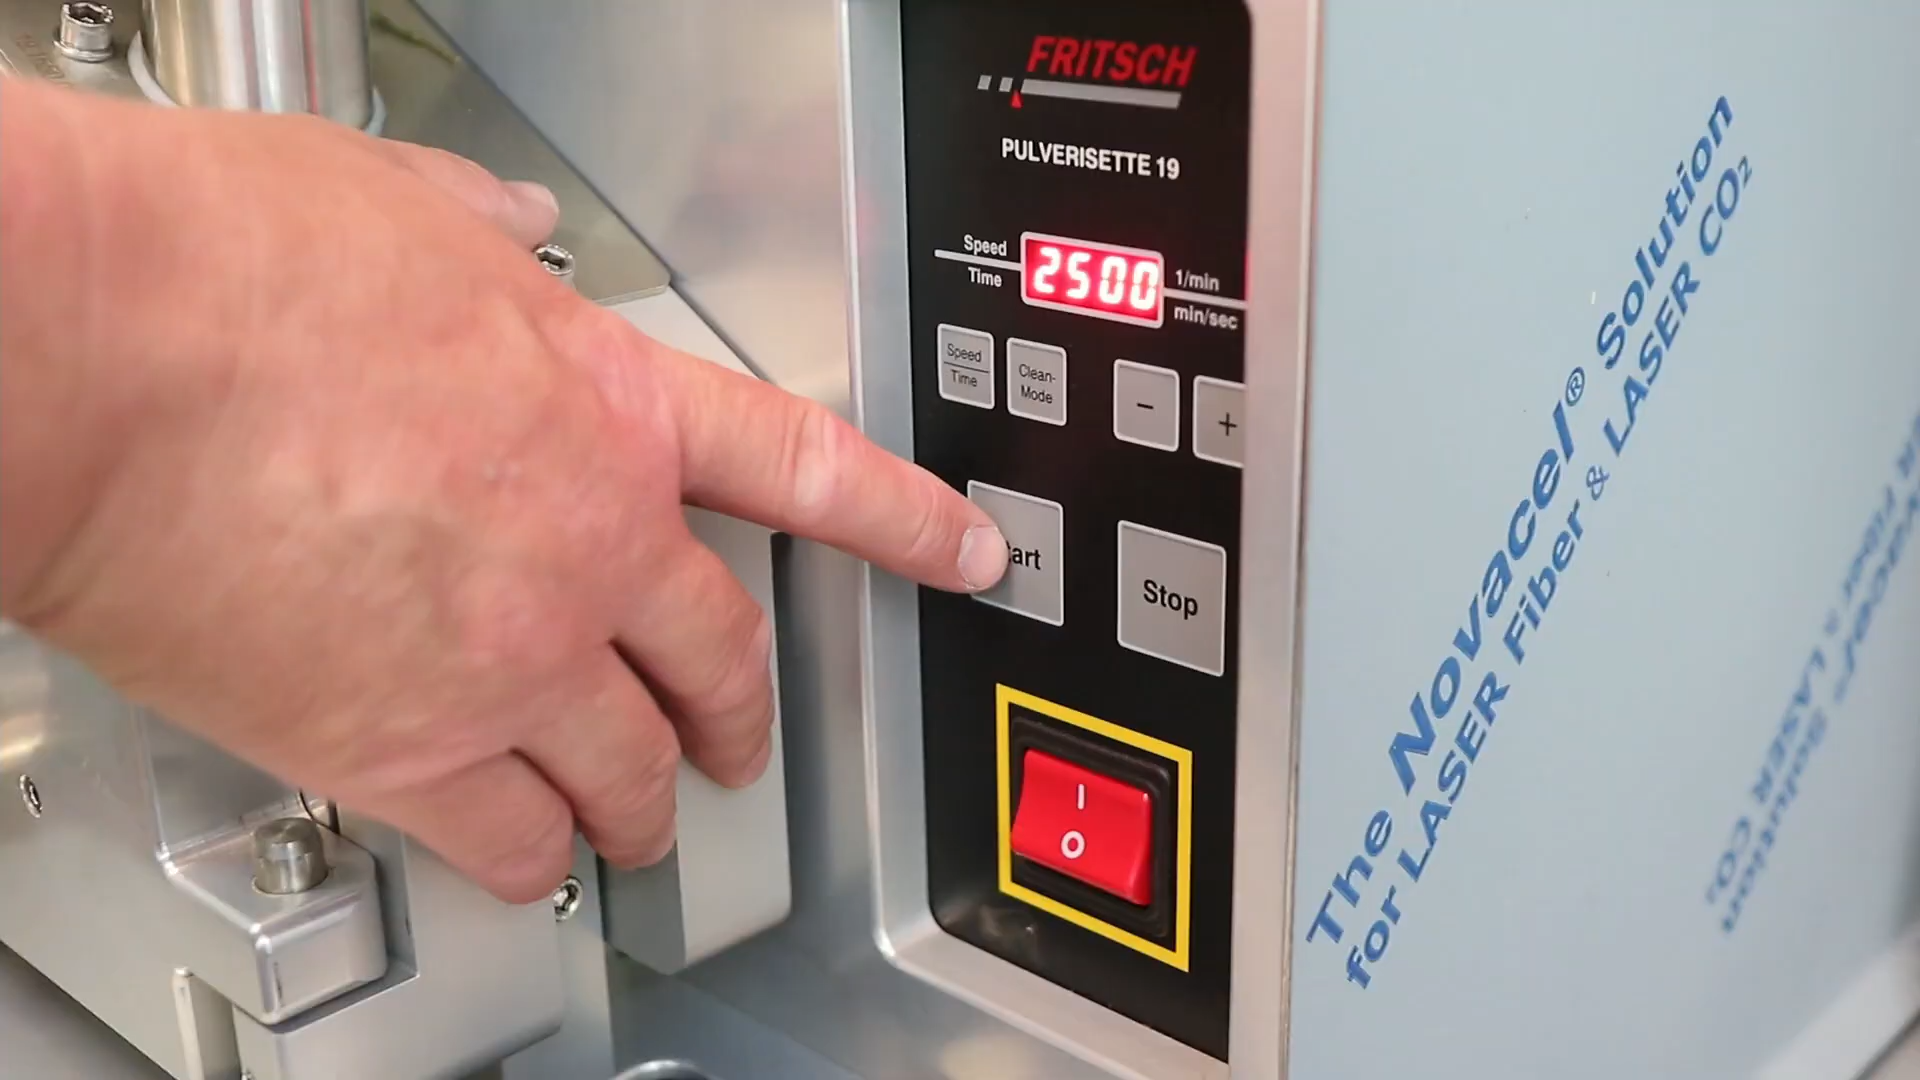 FRITSCH
PULVERISETTE 19
Speed
Time
2500
1/min
min/sec
Speed
Time
Clean-
Mode
−
+
art
Stop
I
O
The Novacel® Solution
for LASER Fiber & LASER CO₂